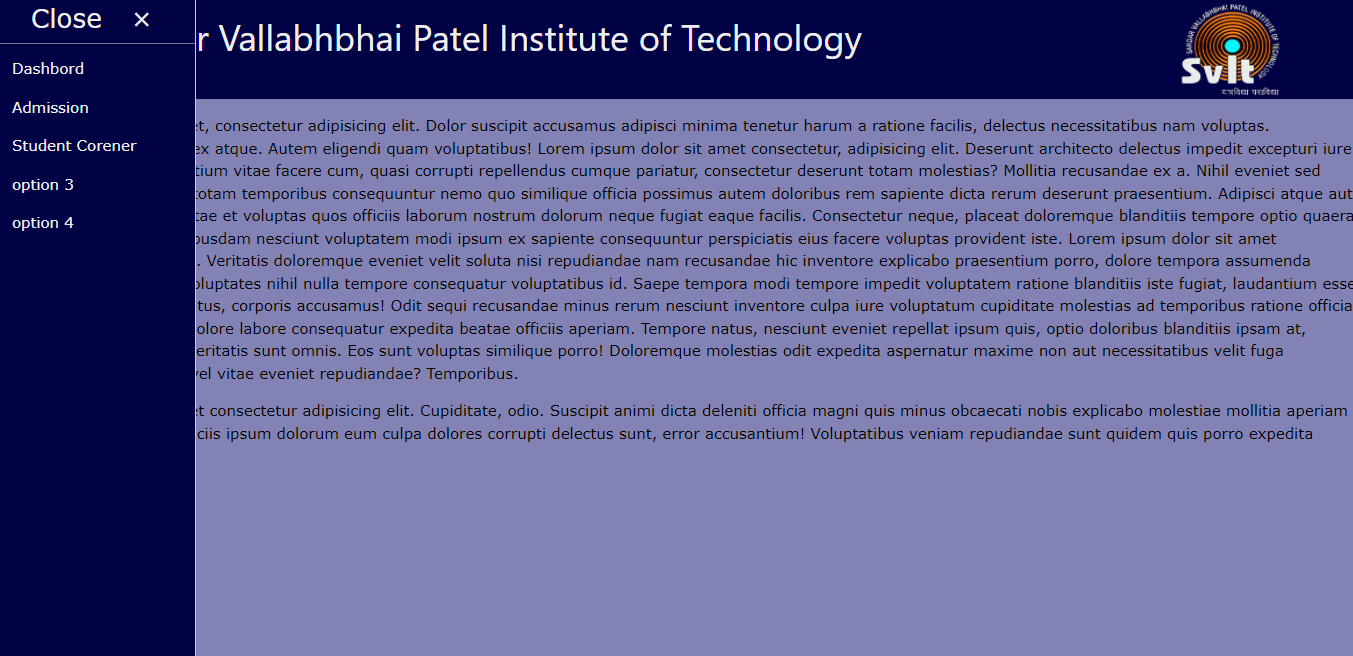 Close ×
Dashbord
Admission
Student Corener
option 3
option 4
r Vallabhbhai Patel Institute of Technology
SARDAR VALLABHBHAI PATEL INSTITUTE OF TECHNOLOGY
SvIt
t, consectetur adipisicing elit. Dolor suscipit accusamus adipisci minima tenetur harum a ratione facilis, delectus necessitatibus nam voluptas.
ex atque. Autem eligendi quam voluptatibus! Lorem ipsum dolor sit amet consectetur, adipisicing elit. Deserunt architecto delectus impedit excepturi iure
tium vitae facere cum, quasi corrupti repellendus cumque pariatur, consectetur deserunt totam molestias? Mollitia recusandae ex a. Nihil eveniet sed
totam temporibus consequuntur nemo quo similique officia possimus autem doloribus rem sapiente dicta rerum deserunt praesentium. Adipisci atque aut
tae et voluptas quos officiis laborum nostrum dolorum neque fugiat eaque facilis. Consectetur neque, placeat doloremque blanditiis tempore optio quaera
usdam nesciunt voluptatem modi ipsum ex sapiente consequuntur perspiciatis eius facere voluptas provident iste. Lorem ipsum dolor sit amet
. Veritatis doloremque eveniet velit soluta nisi repudiandae nam recusandae hic inventore explicabo praesentium porro, dolore tempora assumenda
oluptates nihil nulla tempore consequatur voluptatibus id. Saepe tempora modi tempore impedit voluptatem ratione blanditiis iste fugiat, laudantium esse
tus, corporis accusamus! Odit sequi recusandae minus rerum nesciunt inventore culpa iure voluptatum cupiditate molestias ad temporibus ratione officia
olore labore consequatur expedita beatae officiis aperiam. Tempore natus, nesciunt eveniet repellat ipsum quis, optio doloribus blanditiis ipsam at,
eritatis sunt omnis. Eos sunt voluptas similique porro! Doloremque molestias odit expedita aspernatur maxime non aut necessitatibus velit fuga
vel vitae eveniet repudiandae? Temporibus.
t consectetur adipisicing elit. Cupiditate, odio. Suscipit animi dicta deleniti officia magni quis minus obcaecati nobis explicabo molestiae mollitia aperiam
ciis ipsum dolorum eum culpa dolores corrupti delectus sunt, error accusantium! Voluptatibus veniam repudiandae sunt quidem quis porro expedita